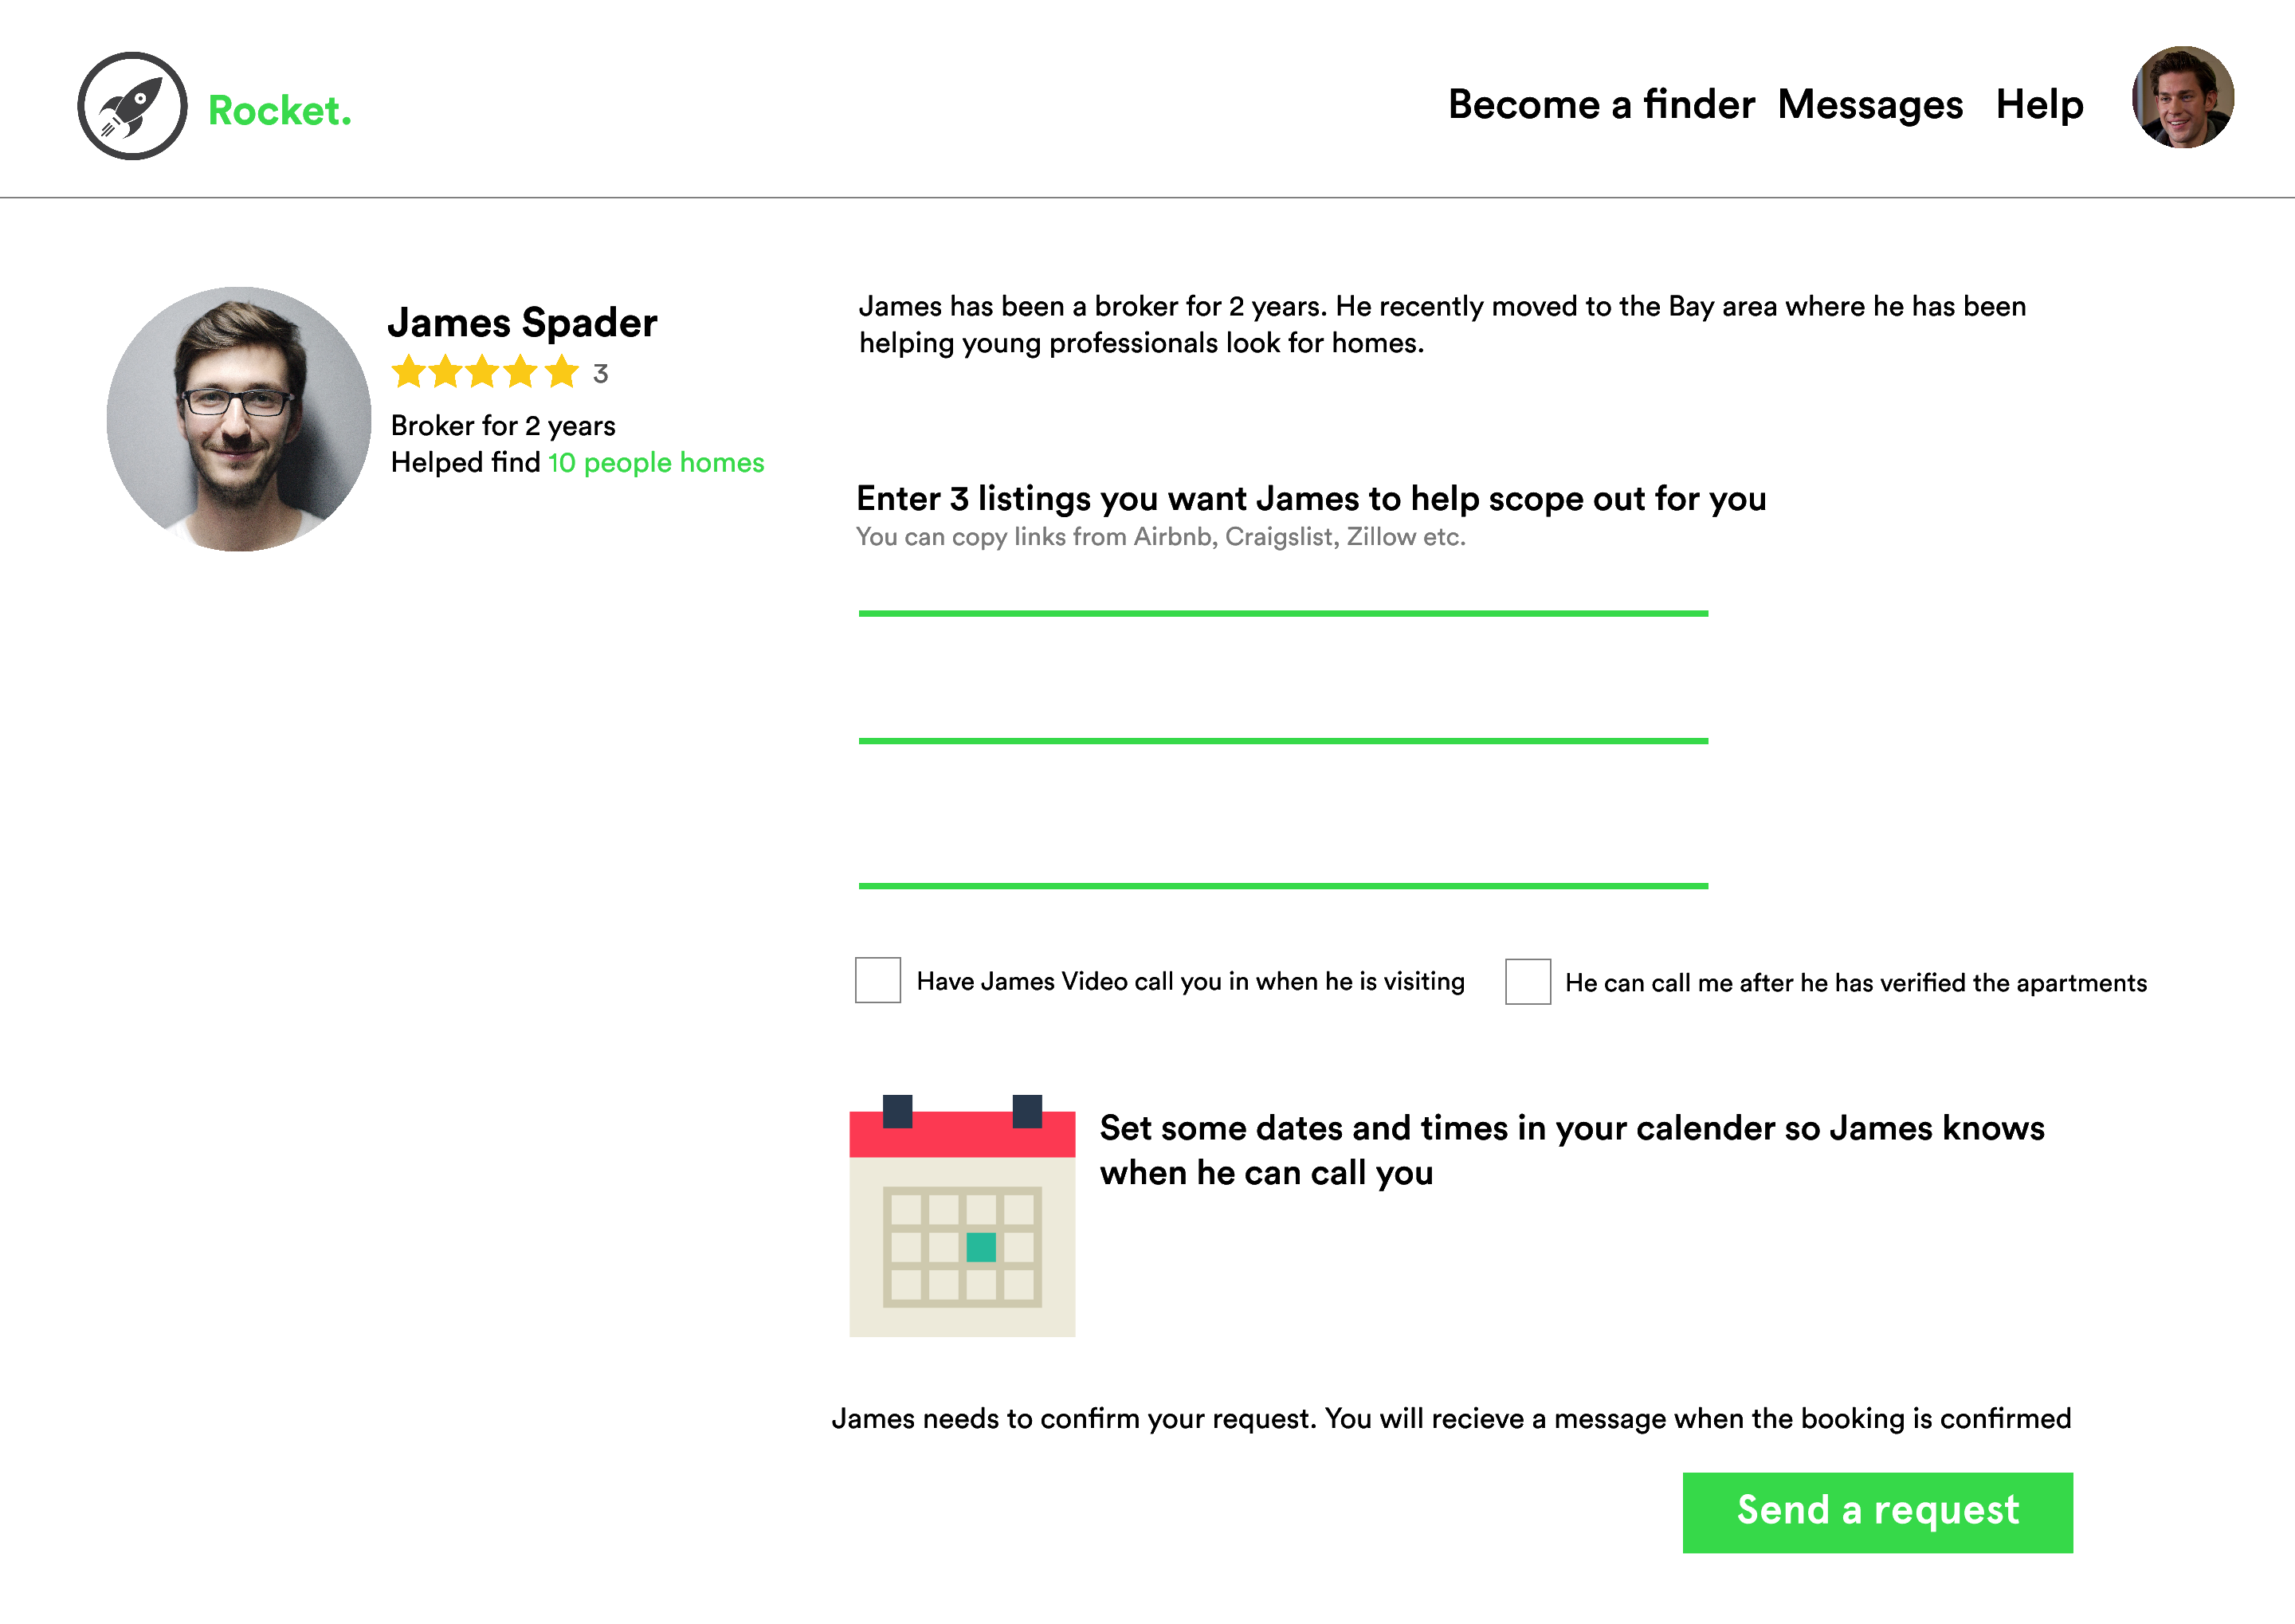 Rocket.
Become a finder Messages Help
James Spader
3
Broker for 2 years
Helped find 10 people homes
James has been a broker for 2 years. He recently moved to the Bay area where he has been
helping young professionals look for homes.
Enter 3 listings you want James to help scope out for you
You can copy links from Airbnb, Craigslist, Zillow etc.
Have James Video call you in when he is visiting
He can call me after he has verified the apartments
Set some dates and times in your calender so James knows
when he can call you
James needs to confirm your request. You will recieve a message when the booking is confirmed
Send a request